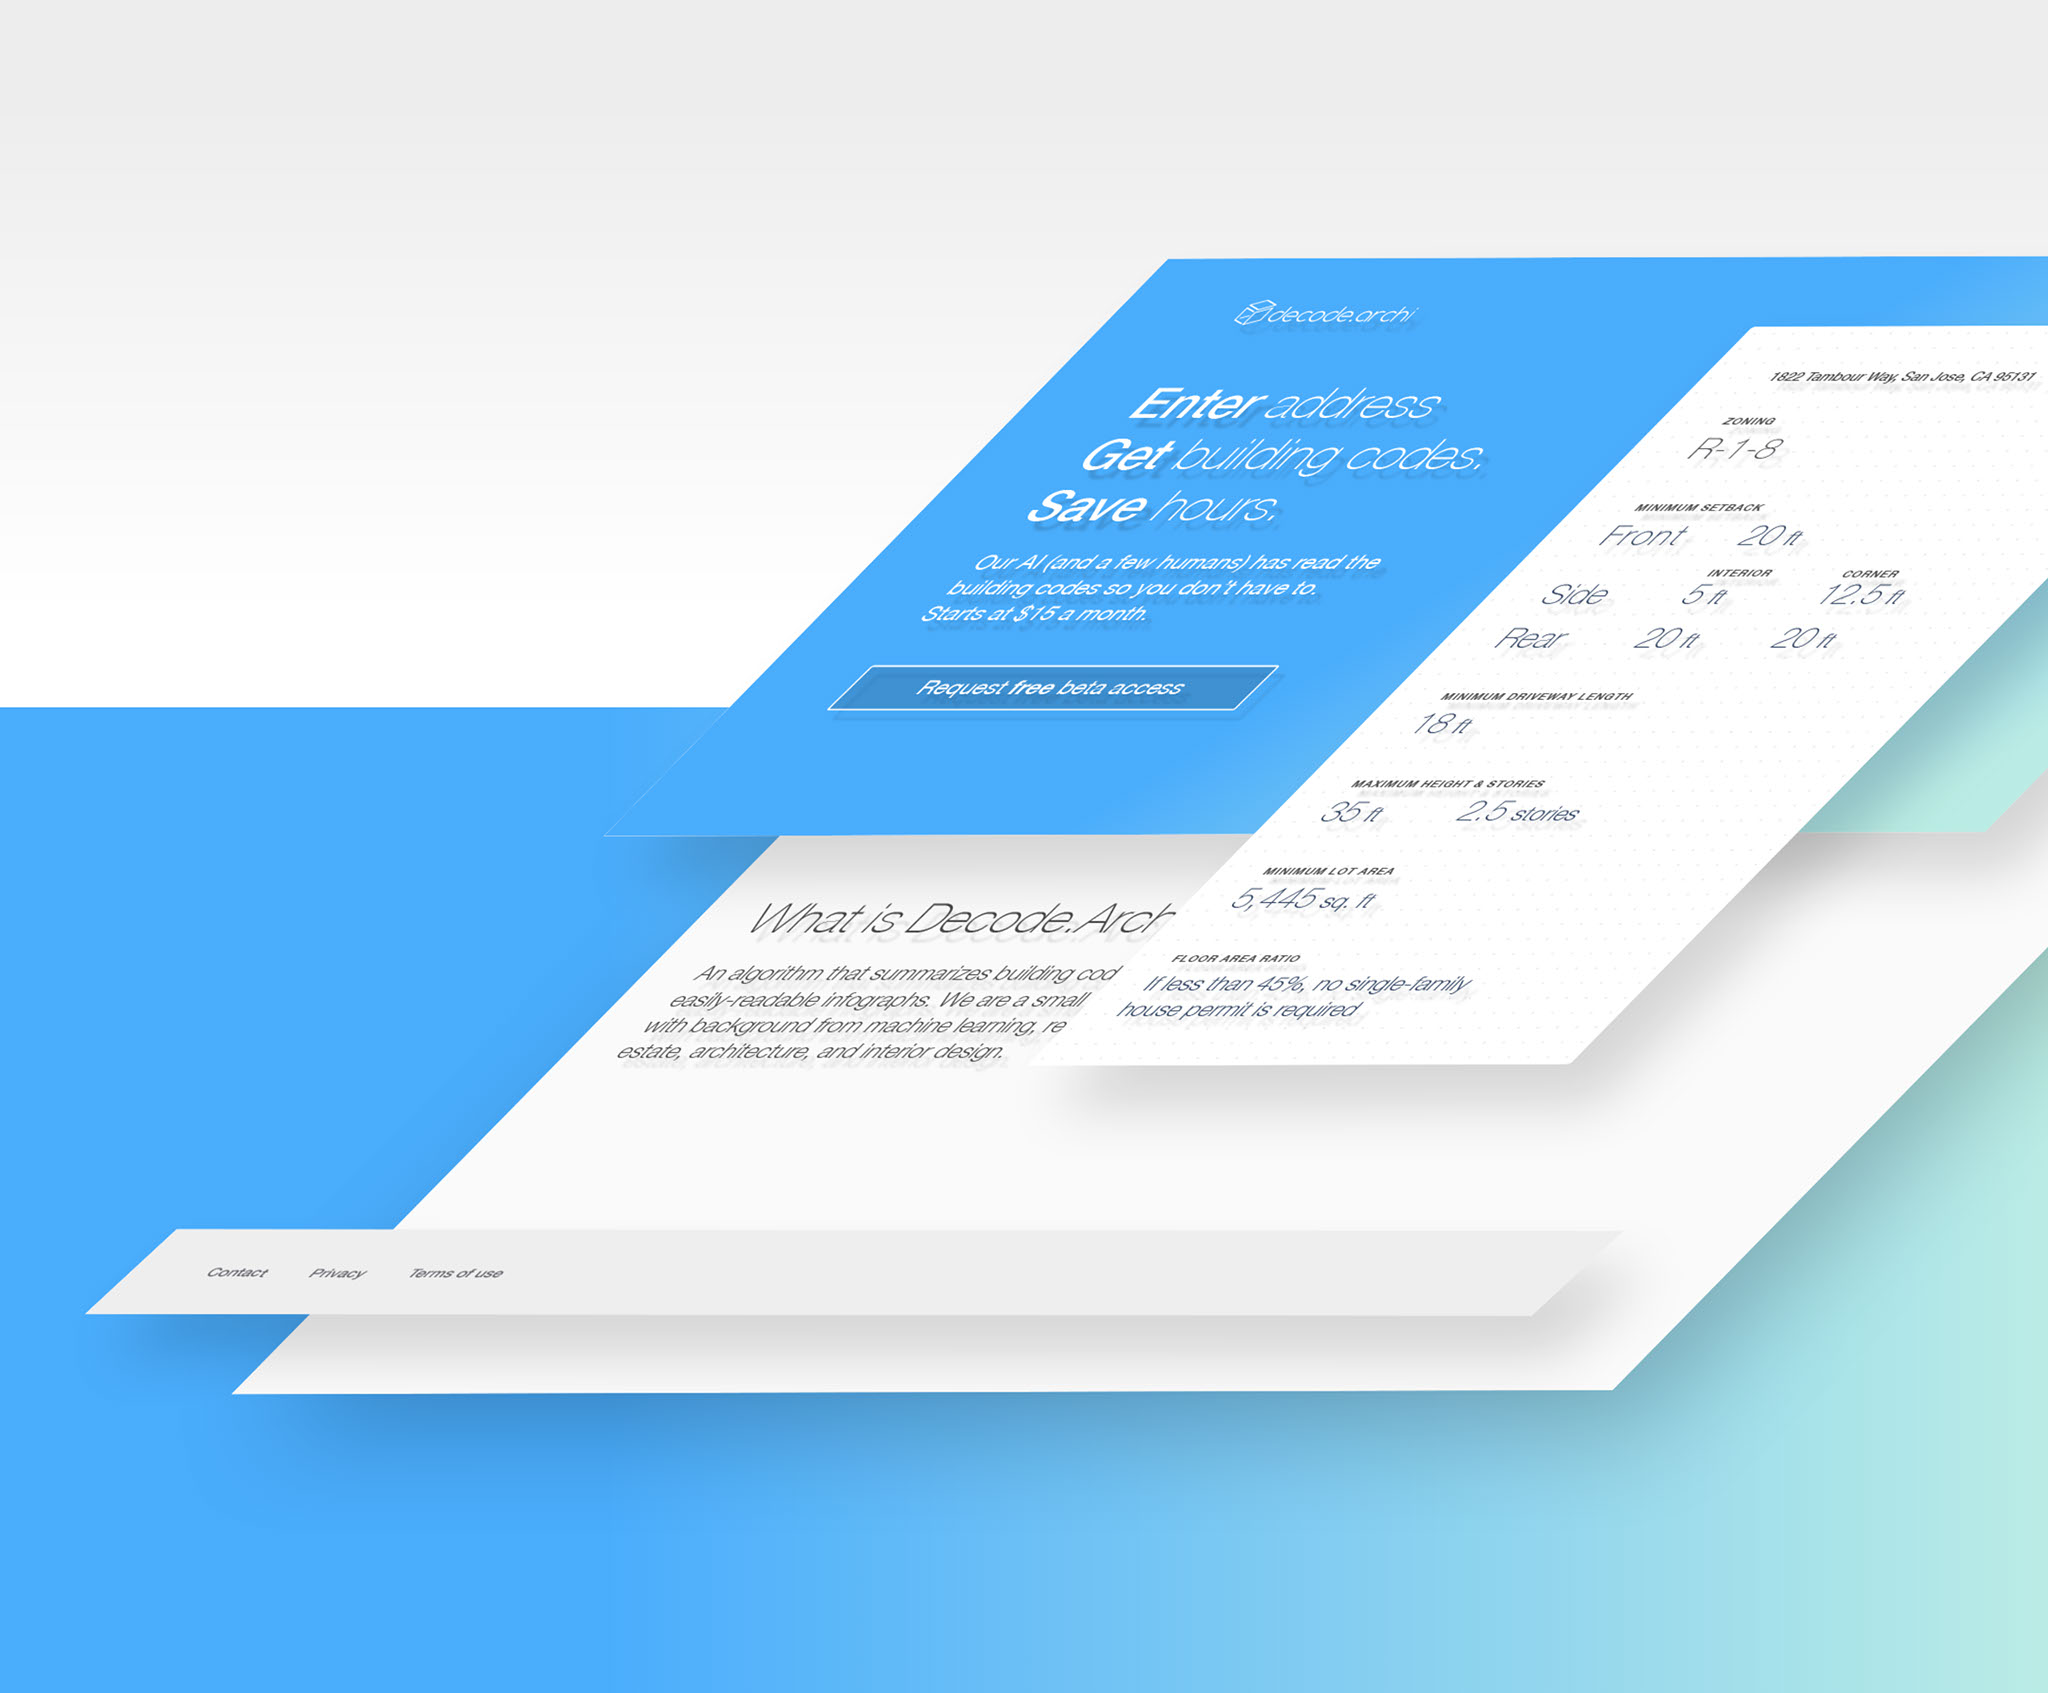 decode.archi
Enter address
Get building codes.
Save hours.
Our AI (and a few humans) has read the
building codes so you don't have to.
Starts at $15 a month.
Request free beta access
1822 Tambour Way, San Jose, CA 95131
ZONING
R-1-8
MINIMUM SETBACK
Front 20 ft
INTERIOR CORNER
Side 5 ft 12.5 ft
Rear 20 ft 20 ft
MINIMUM DRIVEWAY LENGTH
18 ft
MAXIMUM HEIGHT & STORIES
35 ft 2.5 stories
MINIMUM LOT AREA
5,445 sq. ft
FLOOR AREA RATIO
If less than 45%, no single-family
house permit is required
What is Decode.Arch
An algorithm that summarizes building cod
easily-readable infographs. We are a small
with background from machine learning, re
estate, architecture, and interior design.
Contact Privacy Terms of use